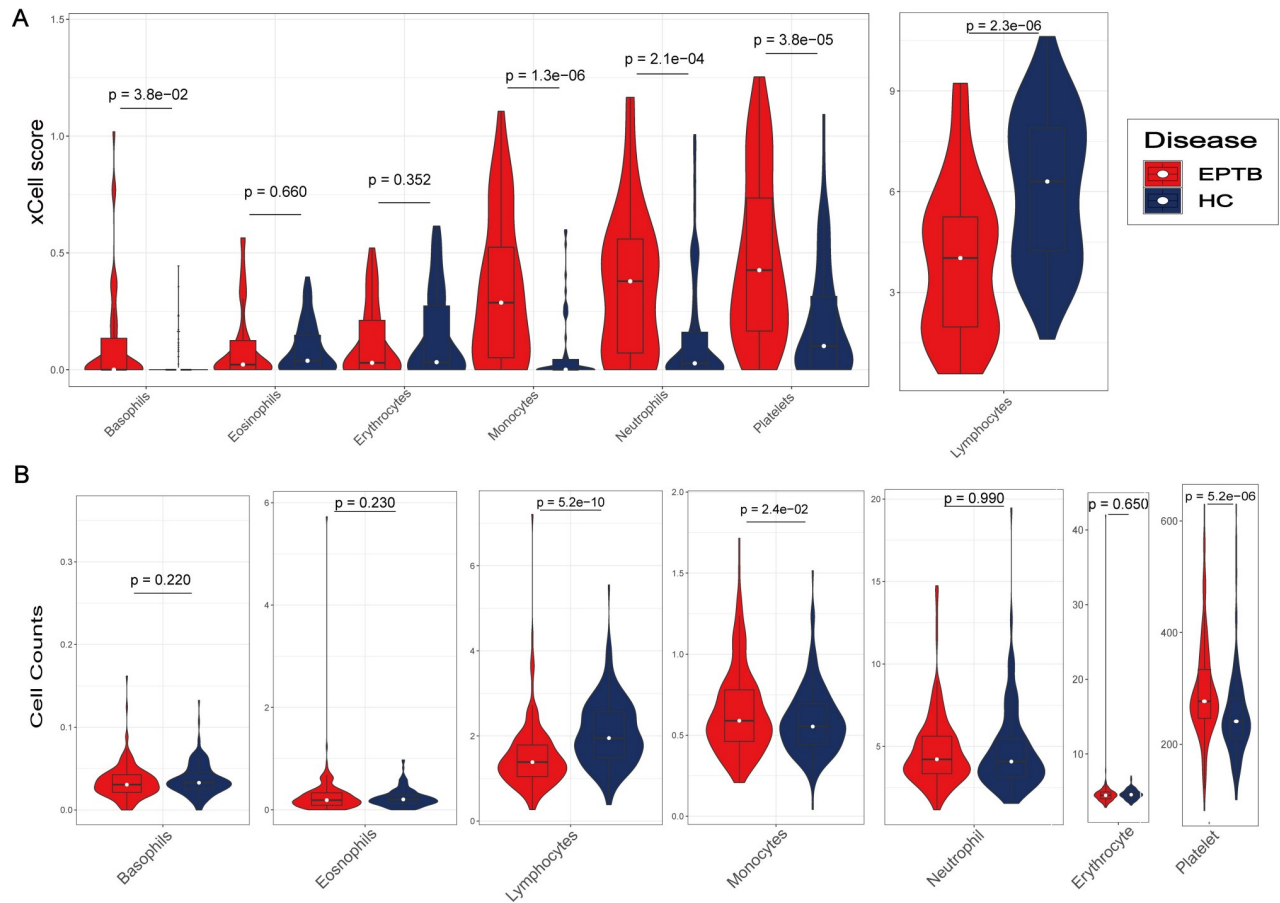 A
1.5
p = 3.8e−02
p = 0.660
p = 0.352
p = 1.3e−06
p = 2.1e−04
p = 3.8e−05
p = 2.3e−06
xCell score
1.0
0.5
0.0
9
6
3
Disease
EPTB
HC
Basophils
Eosinophils
Erythrocytes
Monocytes
Neutrophils
Platelets
Lymphocytes
B
Cell Counts
p = 0.220
0.3
0.2
0.1
0.0
Basophils
p = 0.230
6
4
2
0
Eosnophils
p = 5.2e−10
6
4
2
0
Lymphocytes
p = 2.4e−02
2.0
1.5
1.0
0.5
0.0
Monocytes
p = 0.990
20
15
10
5
Neutrophil
p = 0.650
40
30
20
10
Erythrocyte
p = 5.2e−06
600
400
200
Platelet